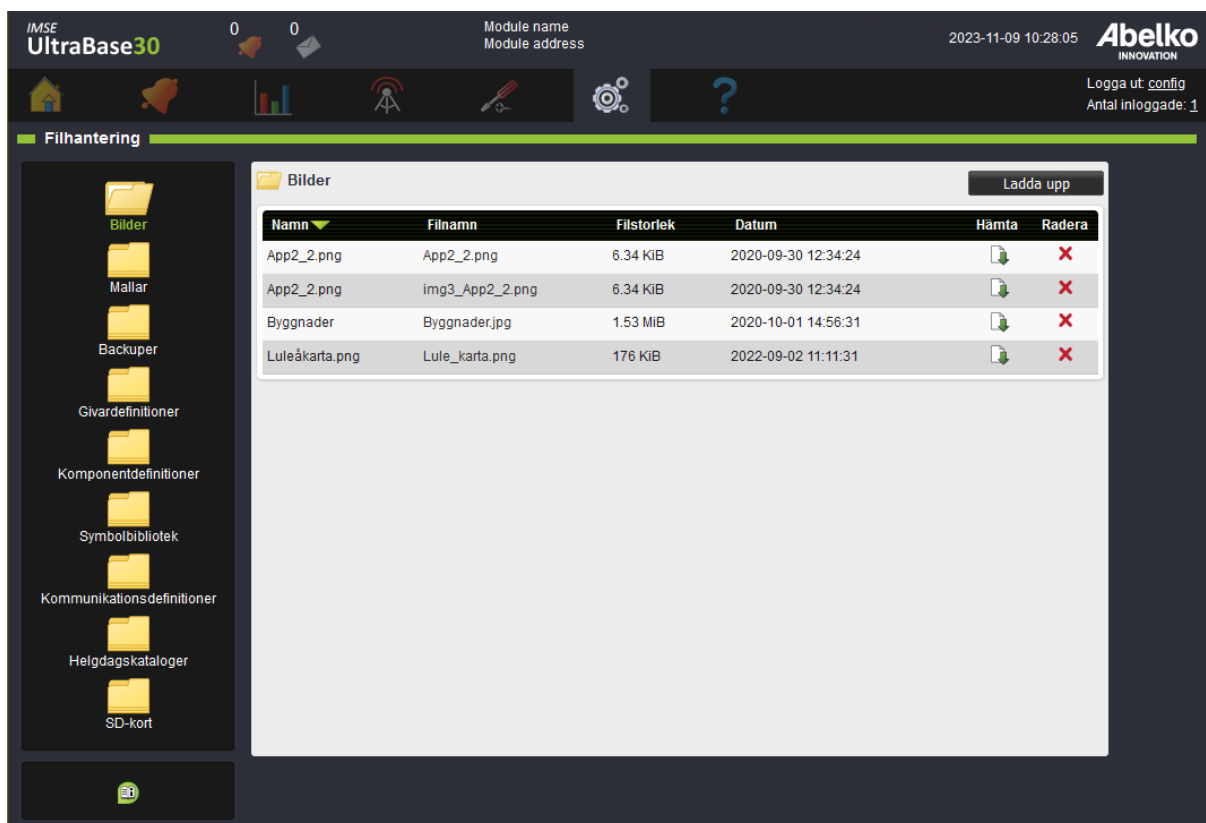 IMSE
UltraBase30
0
0
Module name
Module address
2023-11-09 10:28:05
Abelko
INNOVATION
Logga ut: config
Antal inloggade: 1
Filhantering
Bilder
Mallar
Backuper
Givardefinitioner
Komponentdefinitioner
Symbolbibliotek
Kommunikationsdefinitioner
Helgdagskataloger
SD-kort
Bilder
Ladda upp
Namn Filnamn Filstorlek Datum Hämta Radera
App2_2.png App2_2.png 6.34 KiB 2020-09-30 12:34:24
App2_2.png img3_App2_2.png 6.34 KiB 2020-09-30 12:34:24
Byggnader Byggnader.jpg 1.53 MiB 2020-10-01 14:56:31
Luleåkarta.png Lule_karta.png 176 KiB 2022-09-02 11:11:31